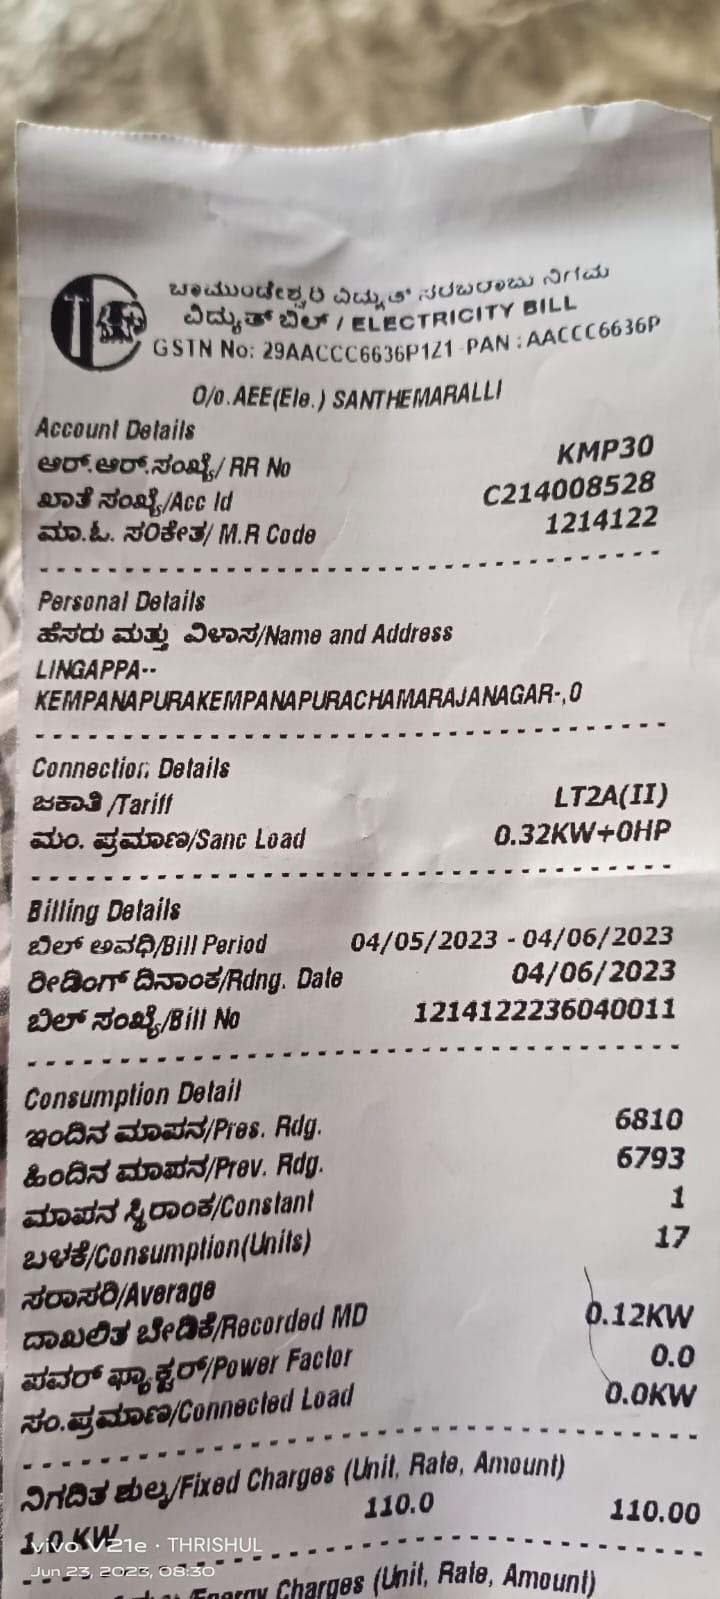 ಚಾಮುಂಡೇಶ್ವರಿ ವಿದ್ಯುತ್ ಸರಬರಾಜು ನಿಗಮ
ವಿದ್ಯುತ್ ಬಿಲ್ / ELECTRICITY BILL
GSTN No: 29AACCC6636P1Z1 PAN : AACCC6636P
O/o.AEE(Ele.) SANTHEMARALLI
Account Details
ಆರ್.ಆರ್.ಸಂಖ್ಯೆ/ RR No KMP30
ಖಾತೆ ಸಂಖ್ಯೆ/Acc Id C214008528
ಮಾ.ಓ. ಸಂಕೇತ/ M.R Code 1214122
Personal Details
ಹೆಸರು ಮತ್ತು ವಿಳಾಸ/Name and Address
LINGAPPA--
KEMPANAPURAKEMPANAPURACHAMARAJANAGAR-,0
Connection Details
ಜಕಾತಿ /Tariff LT2A(II)
ಮಂ. ಪ್ರಮಾಣ/Sanc Load 0.32KW+0HP
Billing Details
ಬಿಲ್ ಅವಧಿ/Bill Period 04/05/2023 - 04/06/2023
ರೀಡಿಂಗ್ ದಿನಾಂಕ/Rdng. Date 04/06/2023
ಬಿಲ್ ಸಂಖ್ಯೆ/Bill No 1214122236040011
Consumption Detail
ಇಂದಿನ ಮಾಪನ/Pres. Rdg. 6810
ಹಿಂದಿನ ಮಾಪನ/Prev. Rdg. 6793
ಮಾಪನ ಸ್ಥಿರಾಂಕ/Constant 1
ಬಳಕೆ/Consumption(Units) 17
ಸರಾಸರಿ/Average
ದಾಖಲಿತ ಬೇಡಿಕೆ/Recorded MD 0.12KW
ಪವರ್ ಫ್ಯಾಕ್ಟರ್/Power Factor 0.0
ಸಂ.ಪ್ರಮಾಣ/Connected Load 0.0KW
ನಿಗದಿತ ಶುಲ್ಕ/Fixed Charges (Unit, Rate, Amount)
1.0 KW 110.0 110.00
vivo V21e · THRISHUL
Jun 23, 2023, 08:30
/Energy Charges (Unit, Rate, Amount)